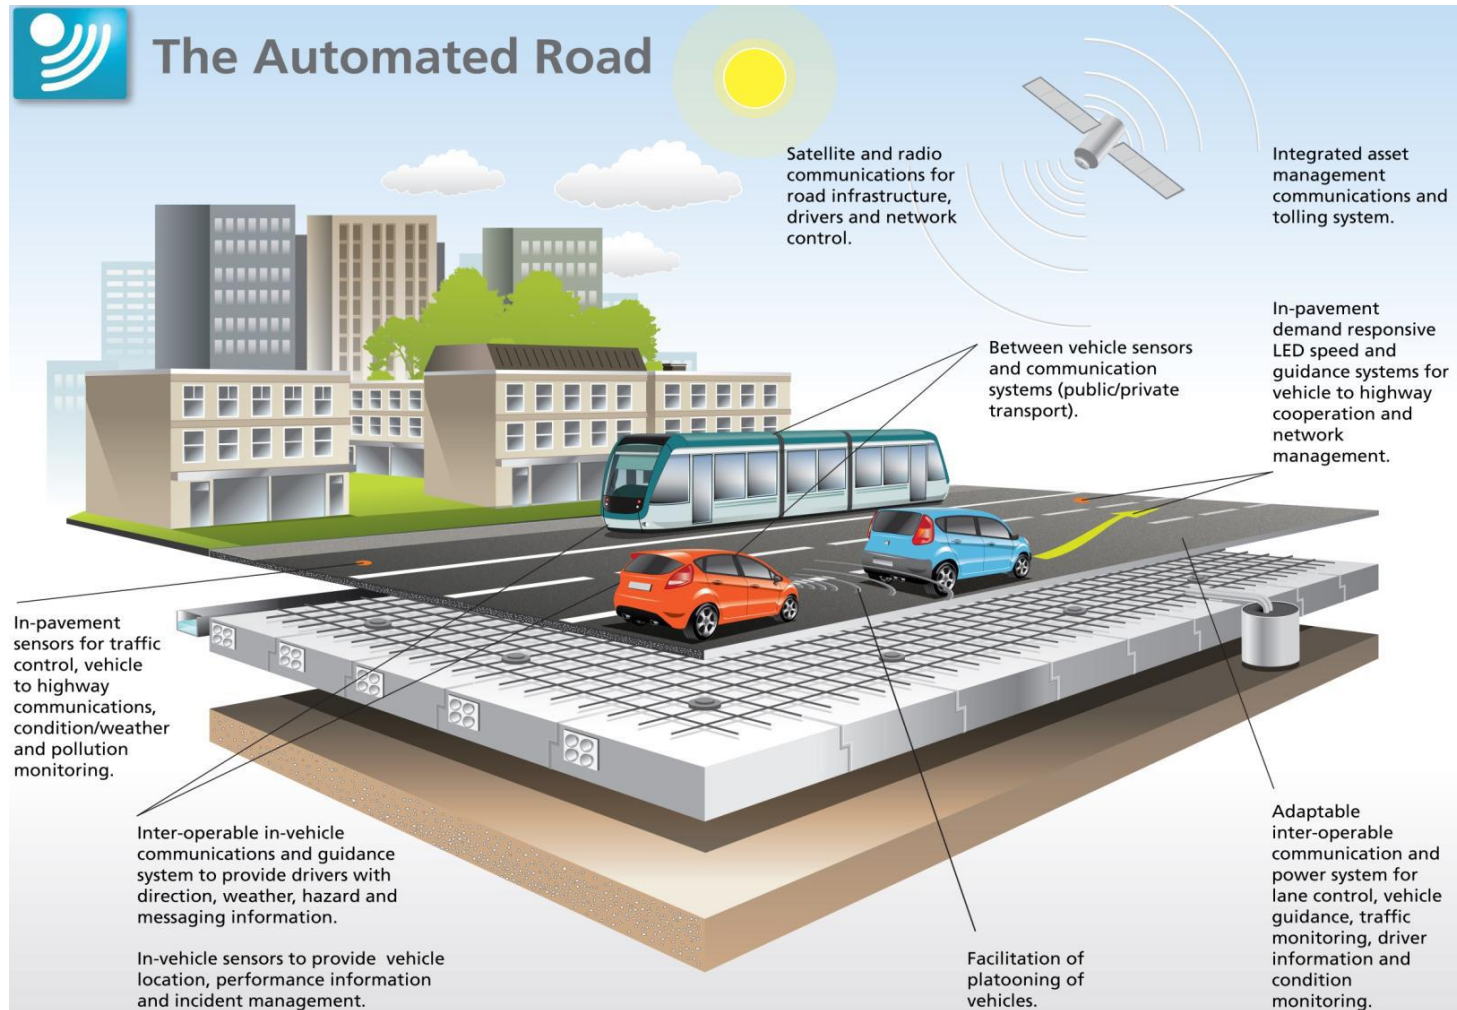 The Automated Road
Satellite and radio
communications for
road infrastructure,
drivers and network
control.
Integrated asset
management
communications and
tolling system.
In-pavement
demand responsive
LED speed and
guidance systems for
vehicle to highway
cooperation and
network
management.
Between vehicle sensors
and communication
systems (public/private
transport).
In-pavement
sensors for traffic
control, vehicle
to highway
communications,
condition/weather
and pollution
monitoring.
Inter-operable in-vehicle
communications and guidance
system to provide drivers with
direction, weather, hazard and
messaging information.
In-vehicle sensors to provide vehicle
location, performance information
and incident management.
Facilitation of
platooning of
vehicles.
Adaptable
inter-operable
communication and
power system for
lane control, vehicle
guidance, traffic
monitoring, driver
information and
condition
monitoring.